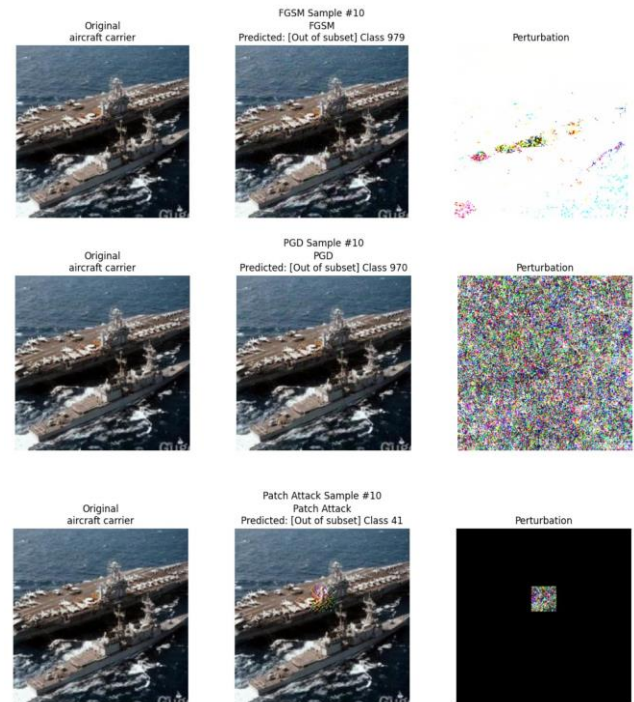 FGSM Sample #10
Original
aircraft carrier
FGSM
Predicted: [Out of subset] Class 979
Perturbation
PGD Sample #10
Original
aircraft carrier
PGD
Predicted: [Out of subset] Class 970
Perturbation
Patch Attack Sample #10
Original
aircraft carrier
Patch Attack
Predicted: [Out of subset] Class 41
Perturbation